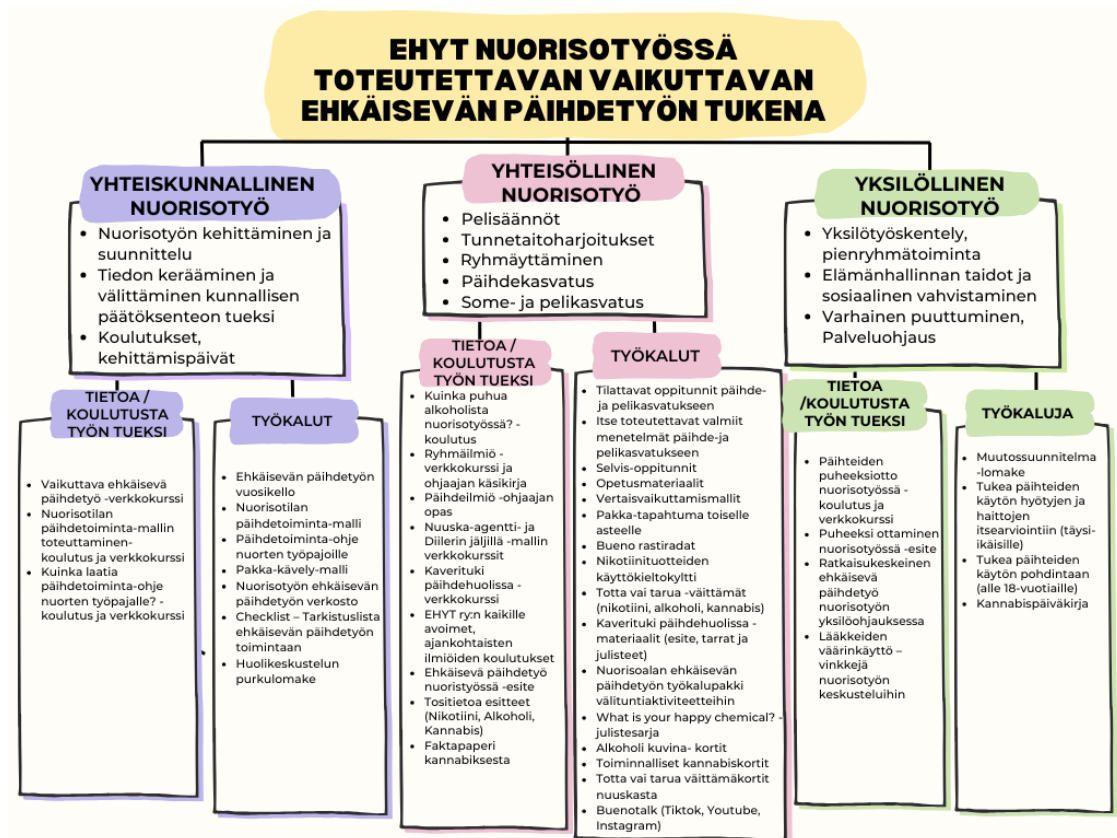 EHYT NUORISOTYÖSSÄ
TOTEUTETTAVAN VAIKUTTAVAN
EHKÄISEVÄN PÄIHDETYÖN TUKENA
YHTEISKUNNALLINEN
NUORISOTYÖ
• Nuorisotyön kehittäminen ja
suunnittelu
• Tiedon kerääminen ja
välittäminen kunnallisen
päätöksenteon tueksi
• Koulutukset,
kehittämispäivät
TIETOA /
KOULUTUSTA
TYÖN TUEKSI
• Vaikuttava ehkäisevä
päihdetyö -verkkokurssi
• Nuorisotilan
päihdetoiminta-mallin
toteuttaminen-
koulutus ja verkkokurssi
• Kuinka laatia
päihdetoiminta-ohje
nuorten työpajalle? -
koulutus ja verkkokurssi
TYÖKALUT
• Ehkäisevän päihdetyön
vuosikello
• Nuorisotilan
päihdetoiminta-malli
• Päihdetoiminta-ohje
nuorten työpajoille
• Pakka-kävely-malli
• Nuorisotyön ehkäisevän
päihdetyön verkosto
• Checklist – Tarkistuslista
ehkäisevän päihdetyön
toimintaan
• Huolikeskustelun
purkulomake
YHTEISÖLLINEN
NUORISOTYÖ
• Pelisäännöt
• Tunnetaitoharjoitukset
• Ryhmäyttäminen
• Päihdekasvatus
• Some- ja pelikasvatus
TIETOA /
KOULUTUSTA
TYÖN TUEKSI
• Kuinka puhua
alkoholista
nuorisotyössä? -
koulutus
• Ryhmäilmiö -
verkkokurssi ja
ohjaajan käsikirja
• Päihdeilmiö -ohjaajan
opas
• Nuuska-agentti- ja
Diilerin jäljillä -mallin
verkkokurssit
• Kaverituki
päihdehuolissa -
verkkokurssi
• EHYT ry:n kaikille
avoimet,
ajankohtaisten
ilmiöiden koulutukset
• Ehkäisevä päihdetyö
nuoristyössä -esite
• Tositietoa esitteet
(Nikotiini, Alkoholi,
Kannabis)
• Faktapaperi
kannabiksesta
TYÖKALUT
• Tilattavat oppitunnit päihde-
ja pelikasvatukseen
• Itse toteutettavat valmiit
menetelmät päihde-ja
pelikasvatukseen
• Selvis-oppitunnit
• Opetusmateriaalit
• Vertaisvaikuttamismallit
• Pakka-tapahtuma toiselle
asteelle
• Bueno rastiradat
• Nikotiinituotteiden
käyttökieltokyltti
• Totta vai tarua -väittämät
(nikotiini, alkoholi, kannabis)
• Kaverituki päihdehuolissa -
materiaalit (esite, tarrat ja
julisteet)
• Nuorisoalan ehkäisevän
päihdetyön työkalupakki
välituntiaktiviteetteihin
• What is your happy chemical? -
julistesarja
• Alkoholi kuvina- kortit
• Toiminnalliset kannabiskortit
• Totta vai tarua väittämäkortit
nuuskasta
• Buenotalk (Tiktok, Youtube,
Instagram)
YKSILÖLLINEN
NUORISOTYÖ
• Yksilötyöskentely,
pienryhmätoiminta
• Elämänhallinnan taidot ja
sosiaalinen vahvistaminen
• Varhainen puuttuminen,
Palveluohjaus
TIETOA
/KOULUTUSTA
TYÖN TUEKSI
• Päihteiden
puheeksiotto
nuorisotyössä -
koulutus ja
verkkokurssi
• Puheeksi ottaminen
nuorisotyössä -esite
• Ratkaisukeskeinen
ehkäisevä
päihdetyö
nuorisotyön
yksilöohjauksessa
• Lääkkeiden
väärinkäyttö –
vinkkejä
nuorisotyön
keskusteluihin
TYÖKALUJA
• Muutossuunnitelma
-lomake
• Tukea päihteiden
käytön hyötyjen ja
haittojen
itsearviointiin (täysi-
ikäisille)
• Tukea päihteiden
käytön pohdintaan
(alle 18-vuotiaille)
• Kannabispäiväkirja